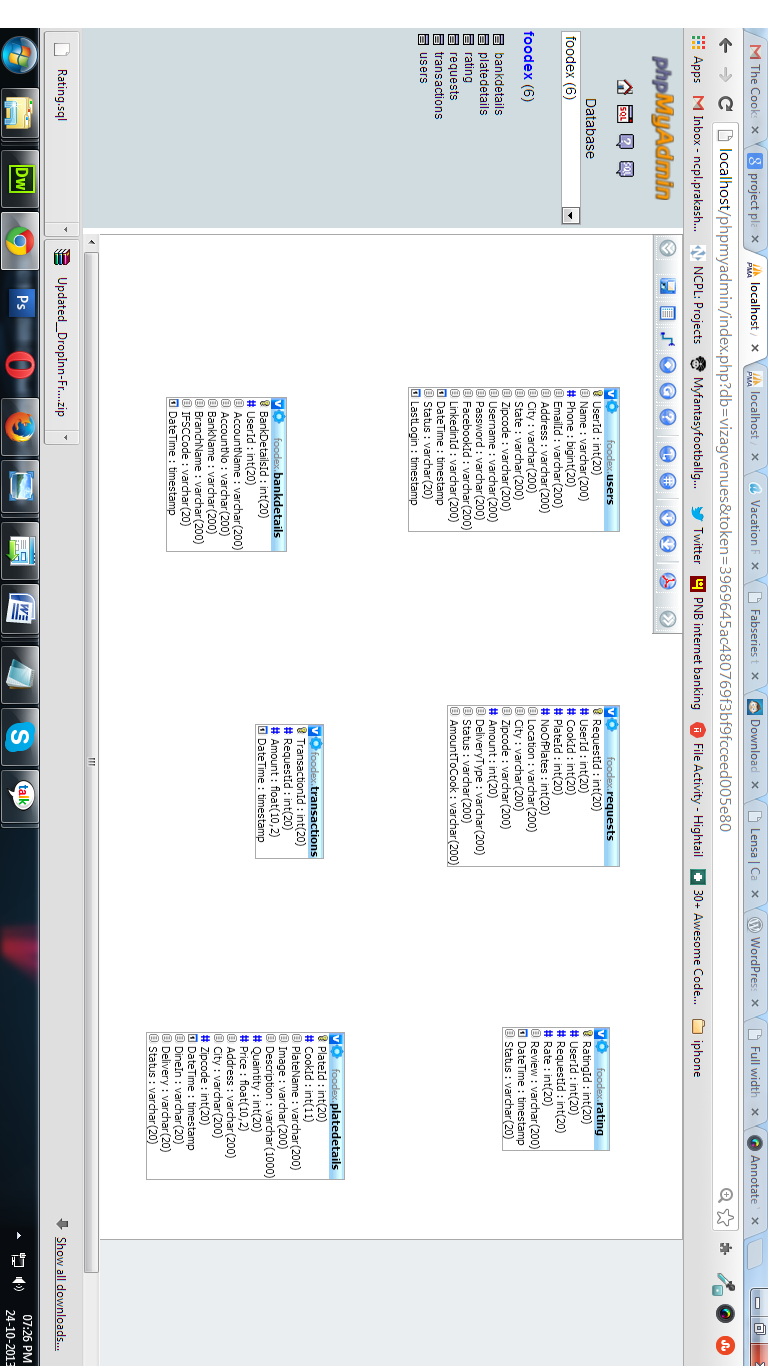 The Cook
project pla
localhost /
localhost
Vacation F
Fabseries t
Download
Lensa | Ca
WordPress
Full width
Annotate
localhost/phpmyadmin/index.php?db=vizagvenues&token=3969645ac480769f3bf9fceed005e80
Apps
Inbox - ncpl.prakash...
NCPL: Projects
Myfantasyfootballg...
Twitter
PNB internet banking
File Activity - Hightail
30+ Awesome Code...
iphone
phpMyAdmin
Database
foodex (6)
foodex (6)
bankdetails
platedetails
rating
requests
transactions
users
foodex.users
UserId : int(20)
Name : varchar(200)
Phone : bigint(20)
EmailId : varchar(200)
Address : varchar(200)
City : varchar(200)
State : varchar(200)
Zipcode : varchar(200)
Username : varchar(200)
Password : varchar(200)
FacebookId : varchar(200)
LinkedinId : varchar(200)
DateTime : timestamp
Status : varchar(20)
LastLogin : timestamp
foodex.requests
RequestId : int(20)
UserId : int(20)
CookId : int(20)
PlateId : int(20)
NoOfPlates : int(20)
Location : varchar(200)
City : varchar(200)
Zipcode : varchar(200)
Amount : int(20)
DeliveryType : varchar(200)
Status : varchar(200)
AmountToCook : varchar(200)
foodex.rating
RatingId : int(20)
UserId : int(20)
RequestId : int(20)
Rate : int(20)
Review : varchar(200)
DateTime : timestamp
Status : varchar(20)
foodex.bankdetails
BankDetailsId : int(20)
UserId : int(20)
AccountName : varchar(200)
AccountNo : varchar(200)
BankName : varchar(200)
BranchName : varchar(200)
IFSCCode : varchar(20)
DateTime : timestamp
foodex.transactions
TransactionId : int(20)
RequestId : int(20)
Amount : float(10,2)
DateTime : timestamp
foodex.platedetails
PlateId : int(20)
CookId : int(11)
PlateName : varchar(200)
Image : varchar(200)
Description : varchar(1000)
Quaintity : int(20)
Price : float(10,2)
Address : varchar(200)
City : varchar(200)
Zipcode : int(20)
DateTime : timestamp
DineIn : varchar(20)
Delivery : varchar(20)
Status : varchar(20)
Rating.sql
Updated__DropInn-Fr....zip
Show all downloads...
Dw
Ps
talk
07:26 PM
24-10-2013